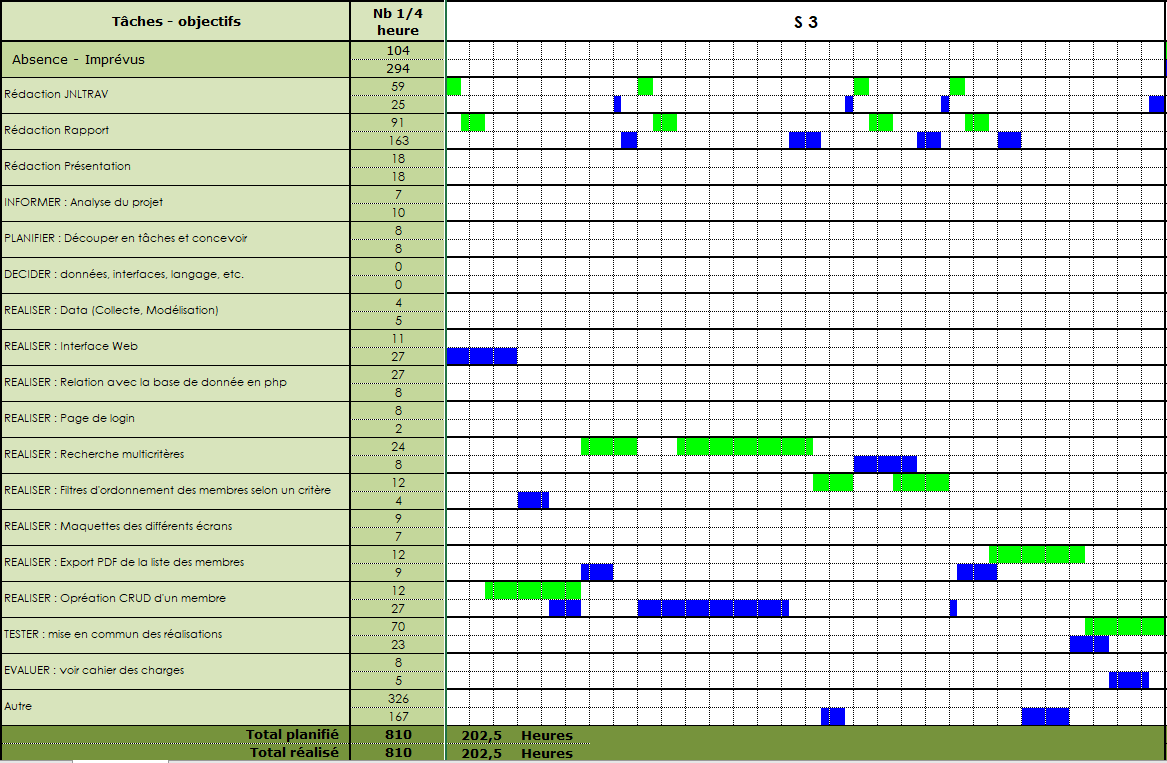 Tâches - objectifs
Nb 1/4
heure
S 3
Absence - Imprévus
104
294
Rédaction JNLTRAV
59
25
Rédaction Rapport
91
163
Rédaction Présentation
18
18
INFORMER : Analyse du projet
7
10
PLANIFIER : Découper en tâches et concevoir
8
8
DECIDER : données, interfaces, langage, etc.
0
0
REALISER : Data (Collecte, Modélisation)
4
5
REALISER : Interface Web
11
27
REALISER : Relation avec la base de donnée en php
27
8
REALISER : Page de login
8
2
REALISER : Recherche multicritères
24
8
REALISER : Filtres d'ordonnement des membres selon un critère
12
4
REALISER : Maquettes des différents écrans
9
7
REALISER : Export PDF de la liste des membres
12
9
REALISER : Opréation CRUD d'un membre
12
27
TESTER : mise en commun des réalisations
70
23
EVALUER : voir cahier des charges
8
5
Autre
326
167
Total planifié 810 202,5 Heures
Total réalisé 810 202,5 Heures